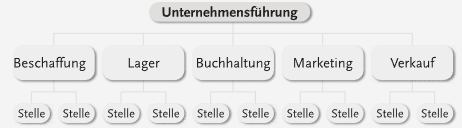 Unternehmensführung
Beschaffung Lager Buchhaltung Marketing Verkauf
Stelle Stelle Stelle Stelle Stelle Stelle Stelle Stelle Stelle Stelle